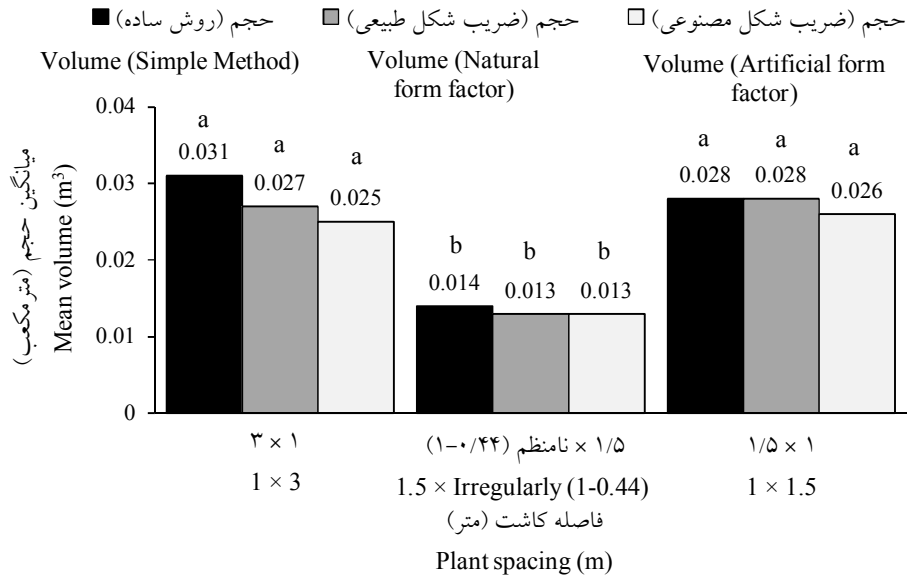 حجم (روش ساده) حجم (ضریب شکل طبیعی) حجم (ضریب شکل مصنوعی)
Volume (Simple Method) Volume (Natural form factor) Volume (Artificial form factor)
میانگین حجم (متر مکعب)
Mean volume (m³)
0.04
0.03
0.02
0.01
0
a a a b b b a a a
0.031 0.027 0.025 0.014 0.013 0.013 0.028 0.028 0.026
۳ × ۱ ۱/۵ × نامنظم (۱-۰/۴۴) ۱/۵ × ۱
1 × 3 1.5 × Irregularly (1-0.44) 1 × 1.5
فاصله کاشت (متر)
Plant spacing (m)